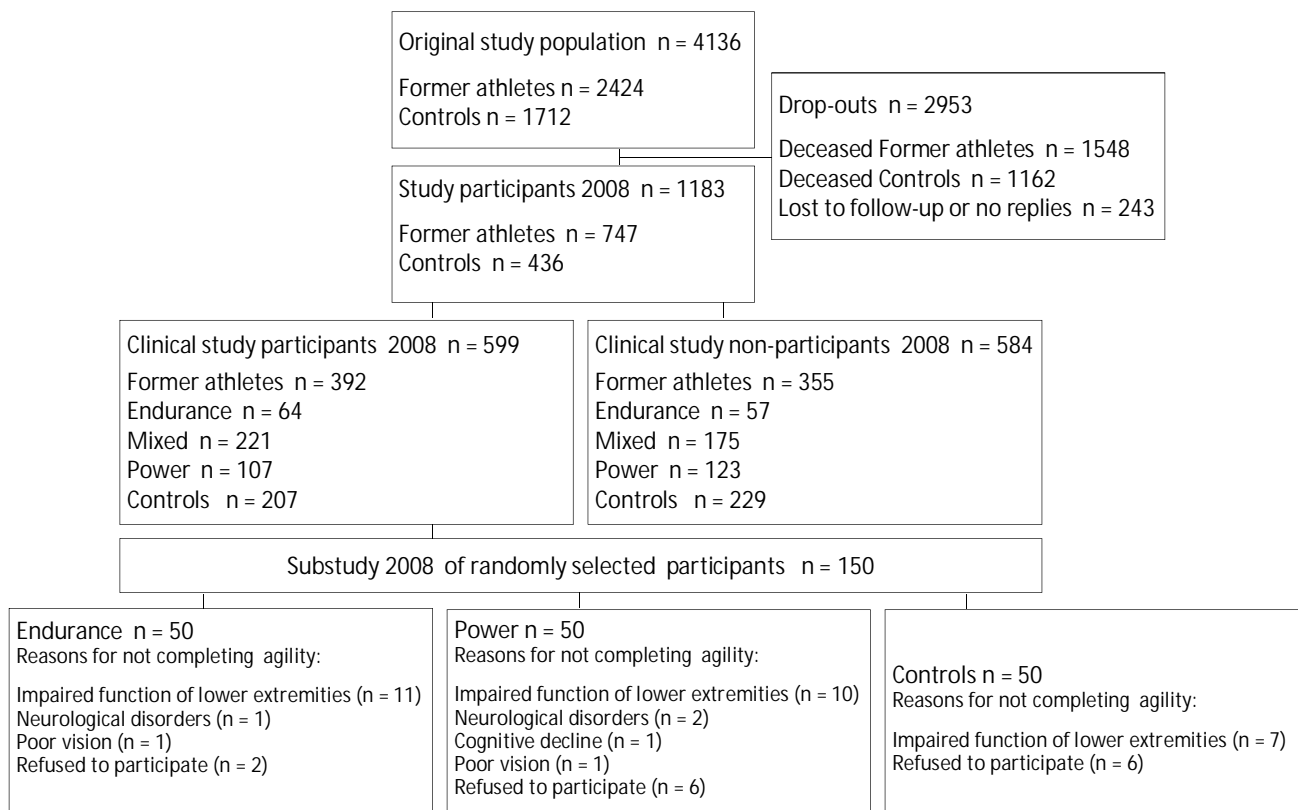 Original study population n = 4136
Former athletes n = 2424
Controls n = 1712
Drop-outs n = 2953
Deceased Former athletes n = 1548
Deceased Controls n = 1162
Lost to follow-up or no replies n = 243
Study participants 2008 n = 1183
Former athletes n = 747
Controls n = 436
Clinical study participants 2008 n = 599
Former athletes n = 392
Endurance n = 64
Mixed n = 221
Power n = 107
Controls n = 207
Clinical study non-participants 2008 n = 584
Former athletes n = 355
Endurance n = 57
Mixed n = 175
Power n = 123
Controls n = 229
Substudy 2008 of randomly selected participants n = 150
Endurance n = 50
Reasons for not completing agility:
Impaired function of lower extremities (n = 11)
Neurological disorders (n = 1)
Poor vision (n = 1)
Refused to participate (n = 2)
Power n = 50
Reasons for not completing agility:
Impaired function of lower extremities (n = 10)
Neurological disorders (n = 2)
Cognitive decline (n = 1)
Poor vision (n = 1)
Refused to participate (n = 6)
Controls n = 50
Reasons for not completing agility:
Impaired function of lower extremities (n = 7)
Refused to participate (n = 6)